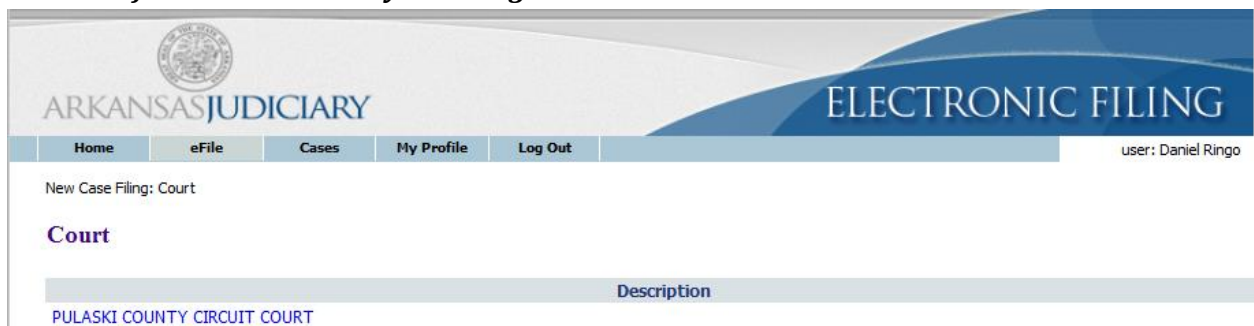 ARKANSASJUDICIARY
ELECTRONIC FILING
Home eFile Cases My Profile Log Out user: Daniel Ringo
New Case Filing: Court
Court
Description
PULASKI COUNTY CIRCUIT COURT